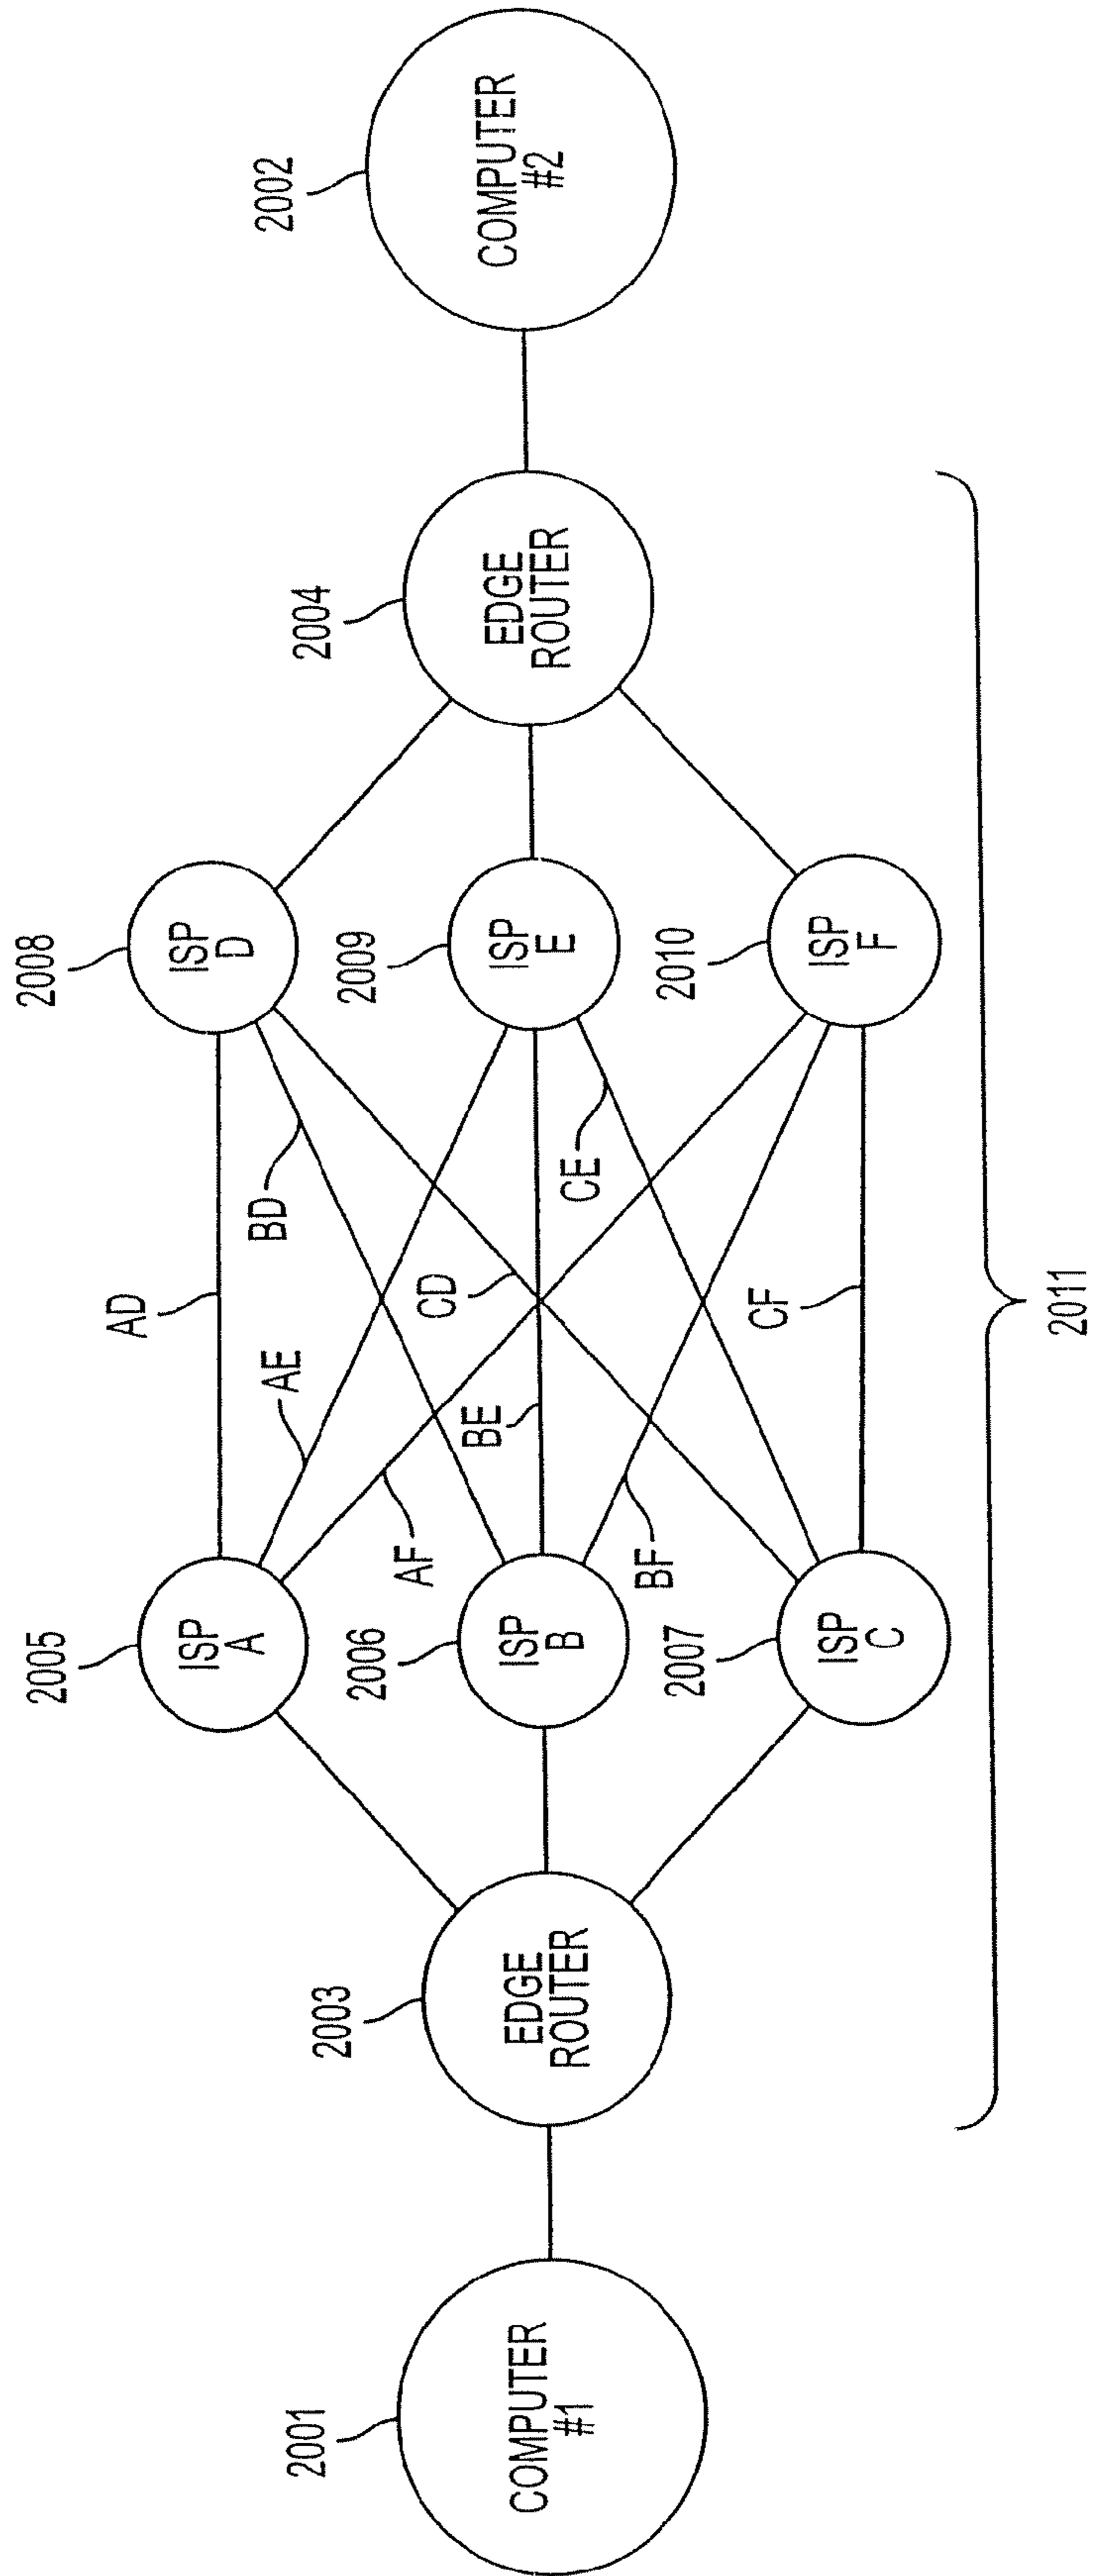 2001
COMPUTER
#1
2003
EDGE
ROUTER
2005
ISP
A
2006
ISP
B
2007
ISP
C
AD
AE
AF
BD
BE
BF
CD
CE
CF
2008
ISP
D
2009
ISP
E
2010
ISP
F
2004
EDGE
ROUTER
2002
COMPUTER
#2
2011